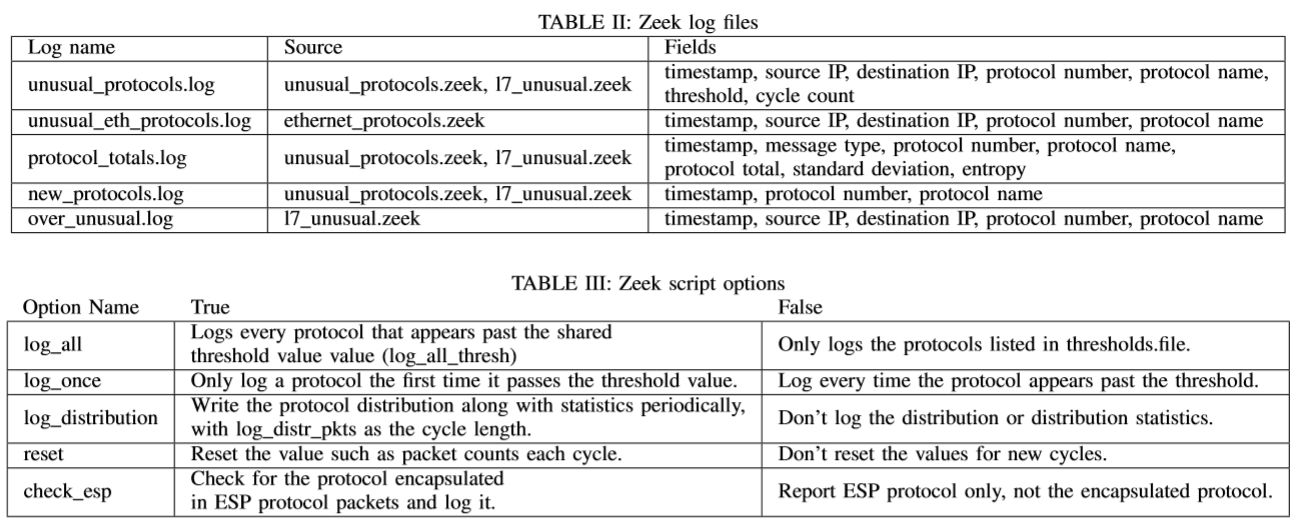 TABLE II: Zeek log files
Log name Source Fields
unusual_protocols.log unusual_protocols.zeek, l7_unusual.zeek timestamp, source IP, destination IP, protocol number, protocol name,
threshold, cycle count
unusual_eth_protocols.log ethernet_protocols.zeek timestamp, source IP, destination IP, protocol number, protocol name
protocol_totals.log unusual_protocols.zeek, l7_unusual.zeek timestamp, message type, protocol number, protocol name,
protocol total, standard deviation, entropy
new_protocols.log unusual_protocols.zeek, l7_unusual.zeek timestamp, protocol number, protocol name
over_unusual.log l7_unusual.zeek timestamp, source IP, destination IP, protocol number, protocol name
TABLE III: Zeek script options
Option Name True False
log_all Logs every protocol that appears past the shared
threshold value value (log_all_thresh) Only logs the protocols listed in thresholds.file.
log_once Only log a protocol the first time it passes the threshold value. Log every time the protocol appears past the threshold.
log_distribution Write the protocol distribution along with statistics periodically,
with log_distr_pkts as the cycle length. Don't log the distribution or distribution statistics.
reset Reset the value such as packet counts each cycle. Don't reset the values for new cycles.
check_esp Check for the protocol encapsulated
in ESP protocol packets and log it. Report ESP protocol only, not the encapsulated protocol.